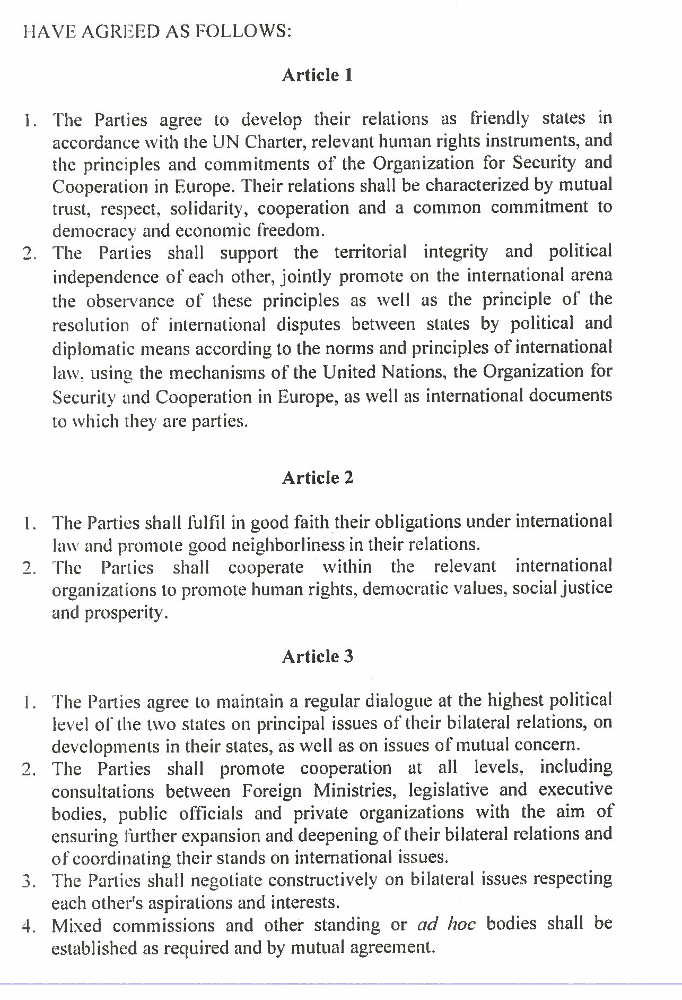 HAVE AGREED AS FOLLOWS:
Article 1
1. The Parties agree to develop their relations as friendly states in
accordance with the UN Charter, relevant human rights instruments, and
the principles and commitments of the Organization for Security and
Cooperation in Europe. Their relations shall be characterized by mutual
trust, respect, solidarity, cooperation and a common commitment to
democracy and economic freedom.
2. The Parties shall support the territorial integrity and political
independence of each other, jointly promote on the international arena
the observance of these principles as well as the principle of the
resolution of international disputes between states by political and
diplomatic means according to the norms and principles of international
law, using the mechanisms of the United Nations, the Organization for
Security and Cooperation in Europe, as well as international documents
to which they are parties.
Article 2
1. The Parties shall fulfil in good faith their obligations under international
law and promote good neighborliness in their relations.
2. The Parties shall cooperate within the relevant international
organizations to promote human rights, democratic values, social justice
and prosperity.
Article 3
1. The Parties agree to maintain a regular dialogue at the highest political
level of the two states on principal issues of their bilateral relations, on
developments in their states, as well as on issues of mutual concern.
2. The Parties shall promote cooperation at all levels, including
consultations between Foreign Ministries, legislative and executive
bodies, public officials and private organizations with the aim of
ensuring further expansion and deepening of their bilateral relations and
of coordinating their stands on international issues.
3. The Parties shall negotiate constructively on bilateral issues respecting
each other's aspirations and interests.
4. Mixed commissions and other standing or ad hoc bodies shall be
established as required and by mutual agreement.